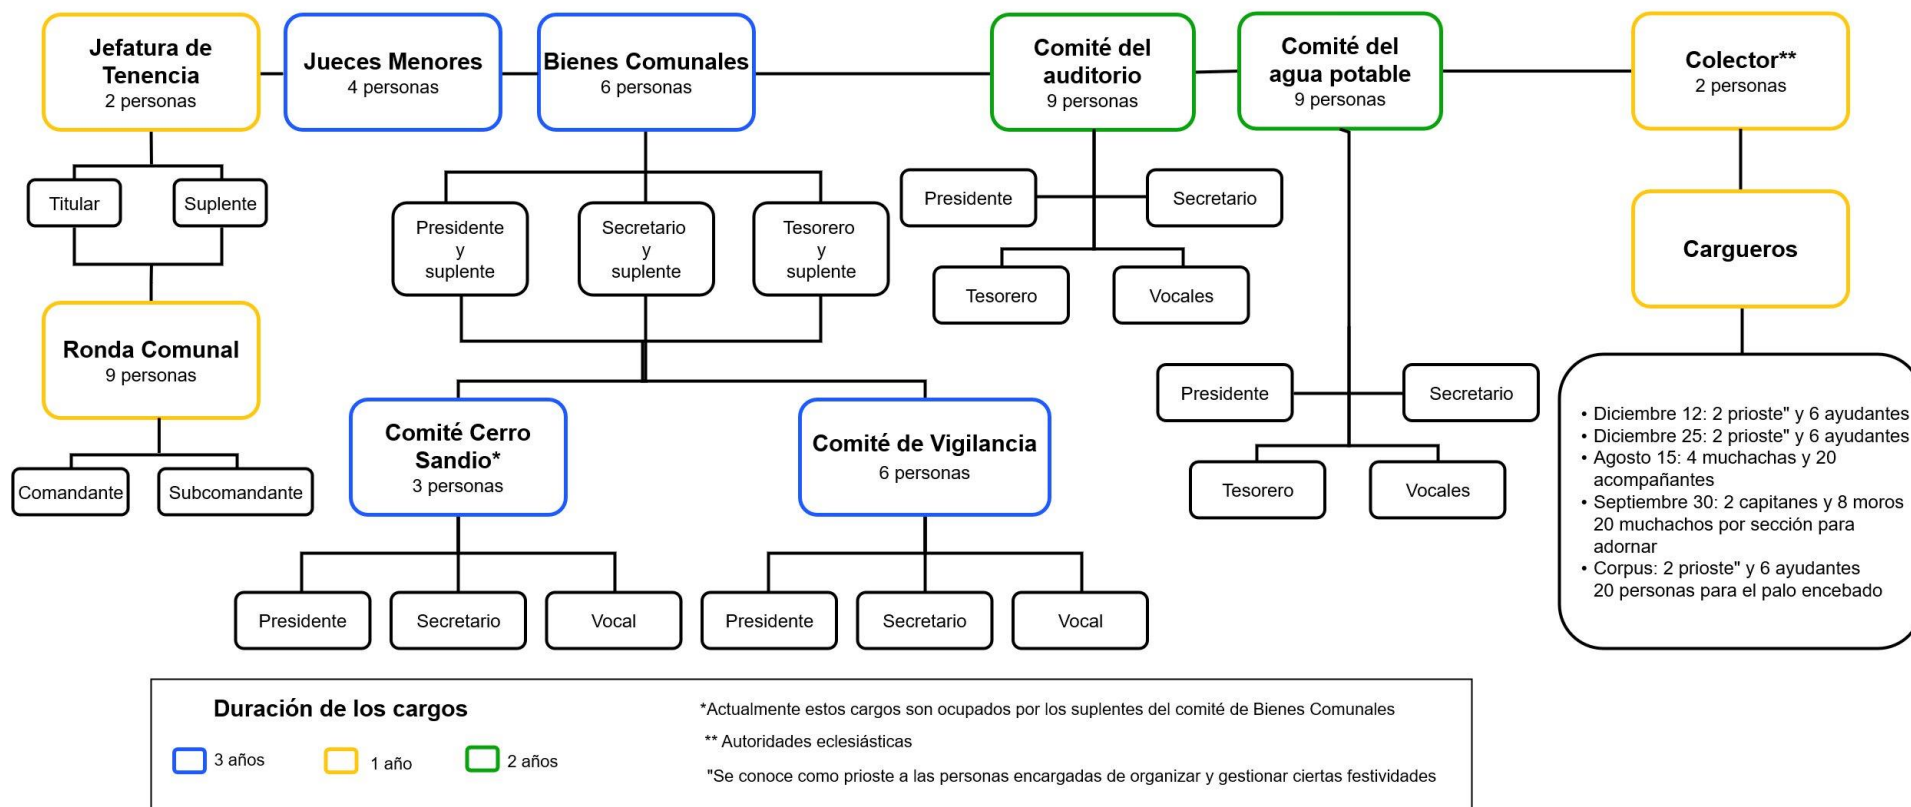 Jefatura de
Tenencia
2 personas
Jueces Menores
4 personas
Bienes Comunales
6 personas
Comité del
auditorio
9 personas
Comité del
agua potable
9 personas
Colector**
2 personas
Titular
Suplente
Presidente
y
suplente
Secretario
y
suplente
Tesorero
y
suplente
Presidente
Secretario
Tesorero
Vocales
Cargueros
Ronda Comunal
9 personas
Comandante
Subcomandante
Comité Cerro
Sandio*
3 personas
Comité de Vigilancia
6 personas
Presidente
Secretario
Tesorero
Vocales
• Diciembre 12: 2 prioste" y 6 ayudantes
• Diciembre 25: 2 prioste" y 6 ayudantes
• Agosto 15: 4 muchachas y 20
acompañantes
• Septiembre 30: 2 capitanes y 8 moros
20 muchachos por sección para
adornar
• Corpus: 2 prioste" y 6 ayudantes
20 personas para el palo encebado
Presidente
Secretario
Vocal
Presidente
Secretario
Vocal
Duración de los cargos
3 años
1 año
2 años
*Actualmente estos cargos son ocupados por los suplentes del comité de Bienes Comunales
** Autoridades eclesiásticas
"Se conoce como prioste a las personas encargadas de organizar y gestionar ciertas festividades